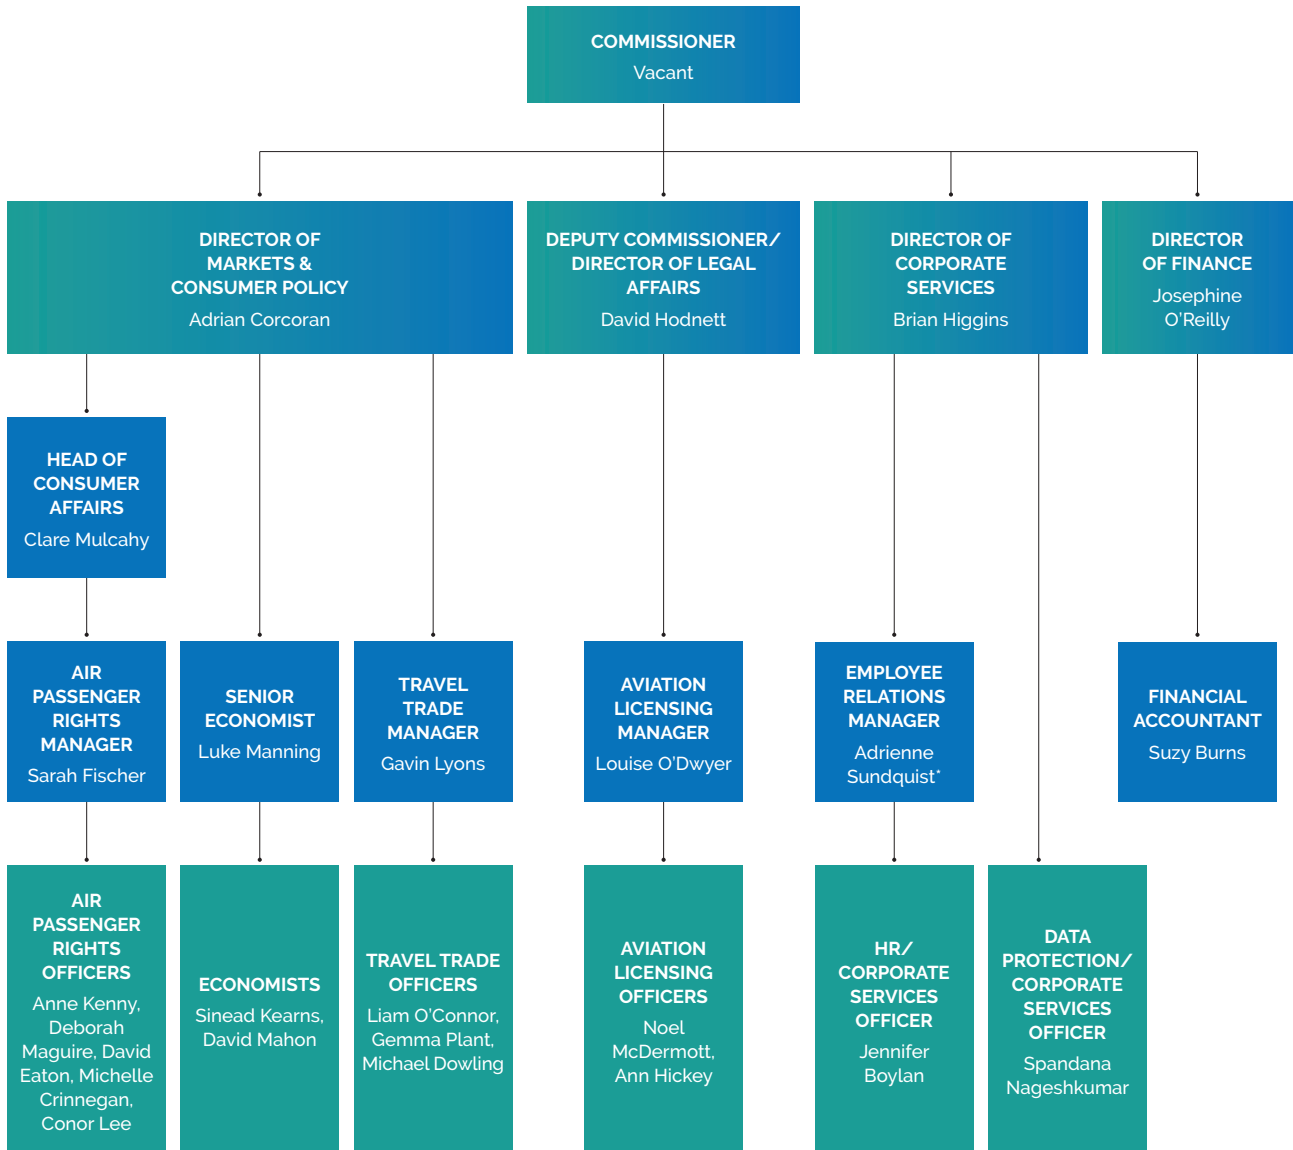 COMMISSIONER
Vacant
DIRECTOR OF
MARKETS &
CONSUMER POLICY
Adrian Corcoran
DEPUTY COMMISSIONER/
DIRECTOR OF LEGAL
AFFAIRS
David Hodnett
DIRECTOR OF
CORPORATE
SERVICES
Brian Higgins
DIRECTOR
OF FINANCE
Josephine
O’Reilly
HEAD OF
CONSUMER
AFFAIRS
Clare Mulcahy
AIR
PASSENGER
RIGHTS
MANAGER
Sarah Fischer
SENIOR
ECONOMIST
Luke Manning
TRAVEL
TRADE
MANAGER
Gavin Lyons
AVIATION
LICENSING
MANAGER
Louise O’Dwyer
EMPLOYEE
RELATIONS
MANAGER
Adrienne
Sundquist*
FINANCIAL
ACCOUNTANT
Suzy Burns
AIR
PASSENGER
RIGHTS
OFFICERS
Anne Kenny,
Deborah
Maguire, David
Eaton, Michelle
Crinnegan,
Conor Lee
ECONOMISTS
Sinead Kearns,
David Mahon
TRAVEL TRADE
OFFICERS
Liam O’Connor,
Gemma Plant,
Michael Dowling
AVIATION
LICENSING
OFFICERS
Noel
McDermott,
Ann Hickey
HR/
CORPORATE
SERVICES
OFFICER
Jennifer
Boylan
DATA
PROTECTION/
CORPORATE
SERVICES
OFFICER
Spandana
Nageshkumar